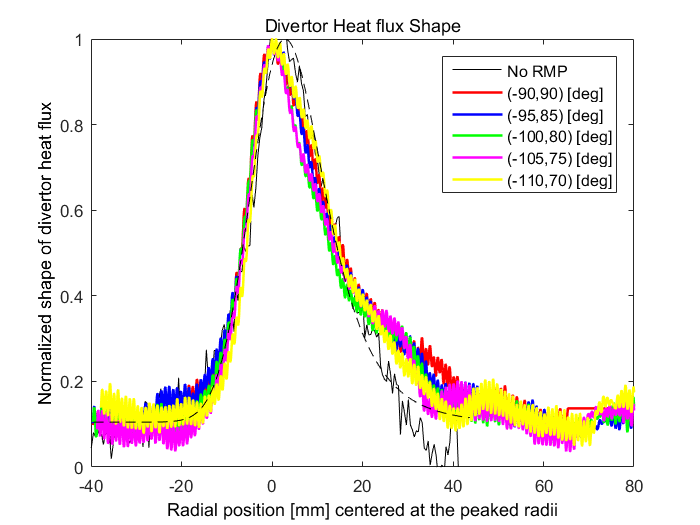 Divertor Heat flux Shape
Normalized shape of divertor heat flux
1
0.8
0.6
0.4
0.2
0
No RMP
(-90,90) [deg]
(-95,85) [deg]
(-100,80) [deg]
(-105,75) [deg]
(-110,70) [deg]
-40 -20 0 20 40 60 80
Radial position [mm] centered at the peaked radii